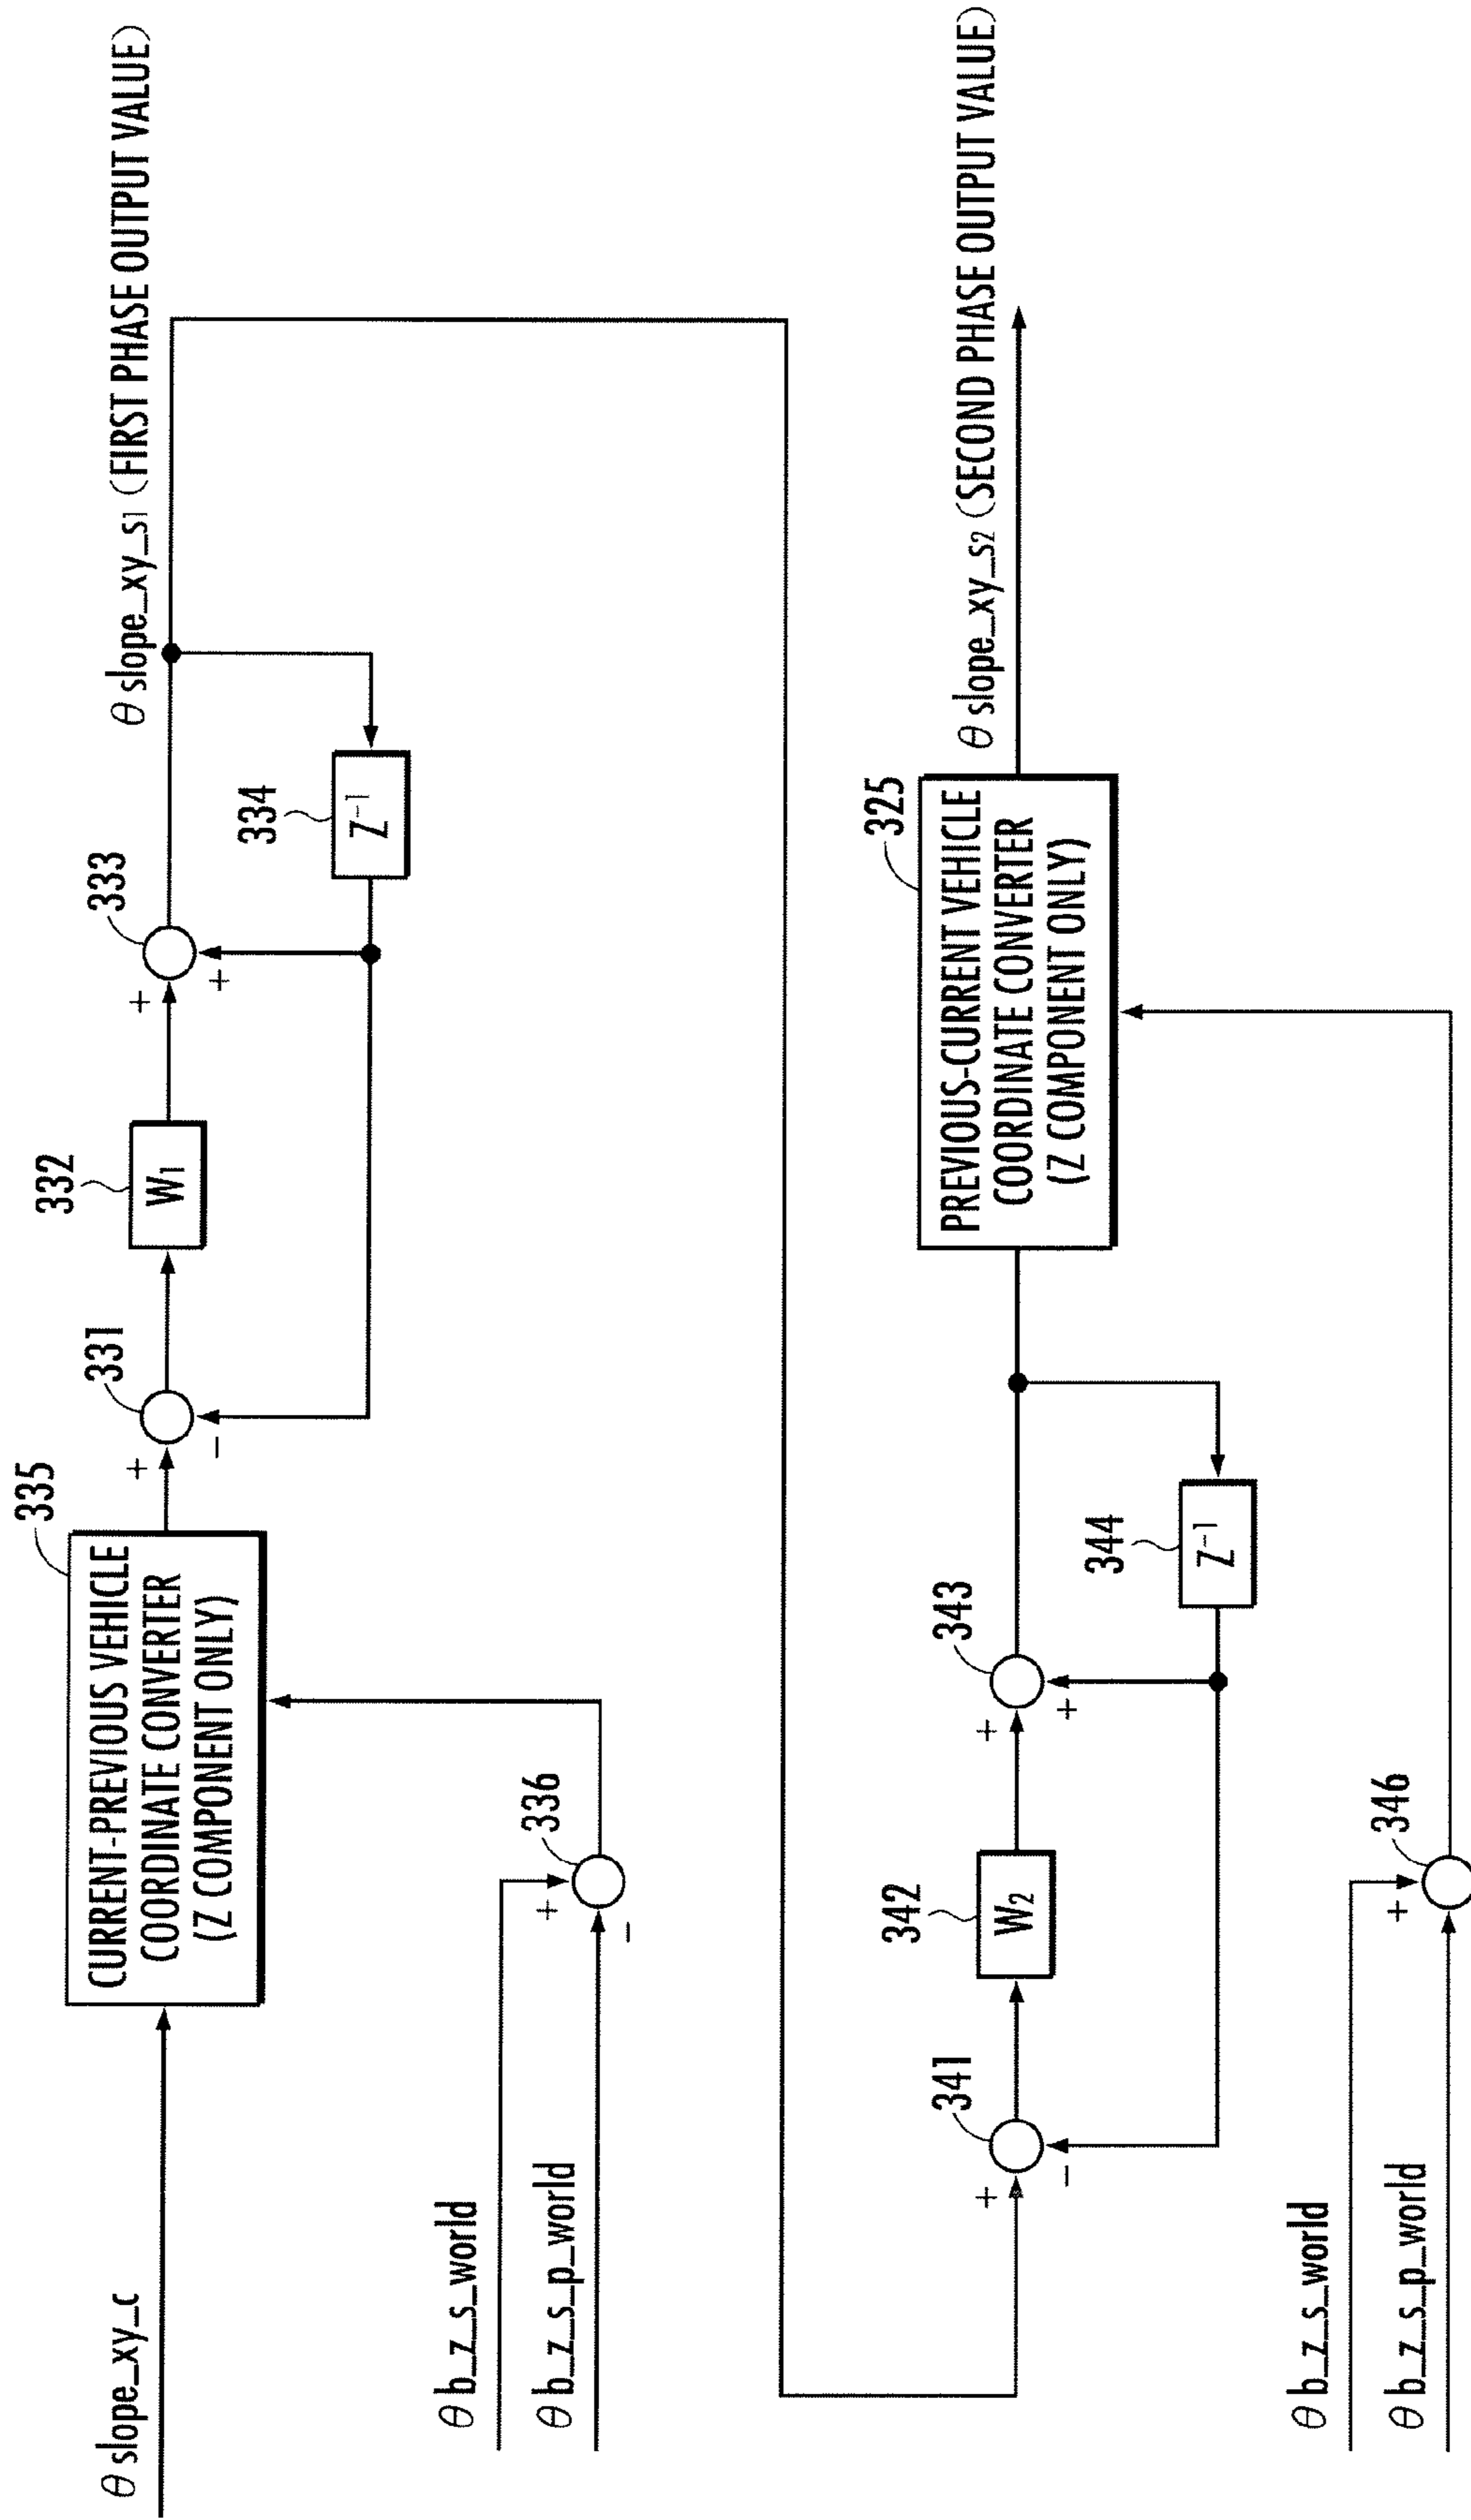 335
CURRENT-PREVIOUS VEHICLE
COORDINATE CONVERTER
(Z COMPONENT ONLY)
θ slope_xy_c
331
+
−
332
W1
333
+
+
θ slope_xy_s1 (FIRST PHASE OUTPUT VALUE)
334
Z-1
θ b_z_s_world
θ b_z_s_p_world
336
+
−
341
+
−
342
W2
343
+
+
344
Z-1
325
PREVIOUS-CURRENT VEHICLE
COORDINATE CONVERTER
(Z COMPONENT ONLY)
θ slope_xy_s2 (SECOND PHASE OUTPUT VALUE)
θ b_z_s_world
θ b_z_s_p_world
346
+